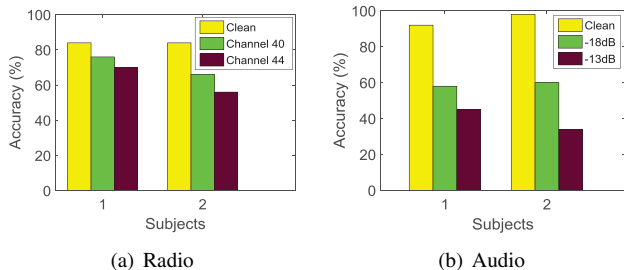 100
80
60
40
20
0
Accuracy (%)
Clean
Channel 40
Channel 44
1 2
Subjects
(a) Radio
100
80
60
40
20
0
Accuracy (%)
Clean
-18dB
-13dB
1 2
Subjects
(b) Audio